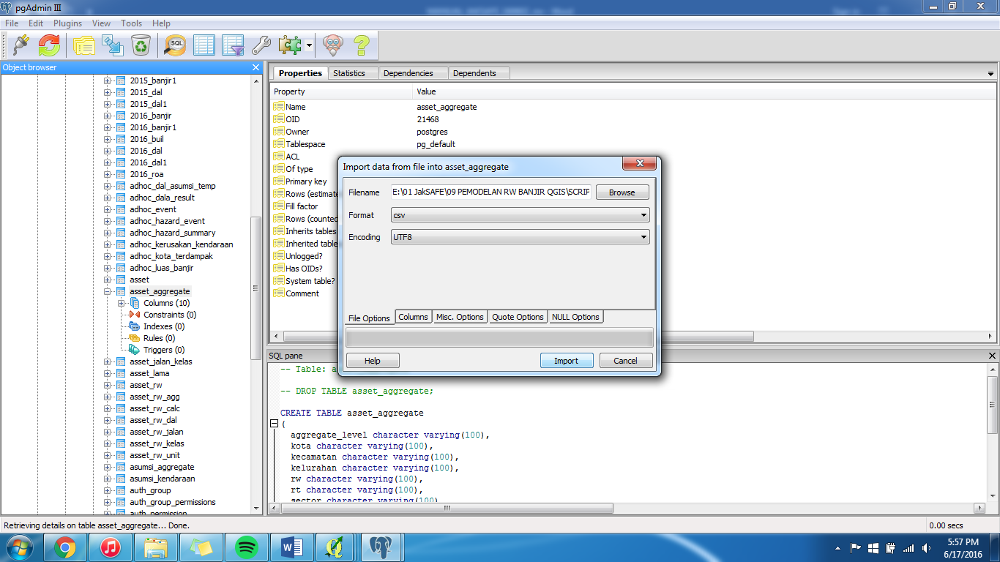 pgAdmin III
File Edit Plugins View Tools Help
SQL
Object browser
2015_banjir1
2015_dal
2015_dal1
2016_banjir
2016_banjir1
2016_buil
2016_dal
2016_dal1
2016_roa
adhoc_dal_asumsi_temp
adhoc_dala_result
adhoc_event
adhoc_hazard_event
adhoc_hazard_summary
adhoc_kerusakan_kendaraan
adhoc_kota_terdampak
adhoc_luas_banjir
asset
asset_aggregate
Columns (10)
Constraints (0)
Indexes (0)
Rules (0)
Triggers (0)
asset_jalan_kelas
asset_lama
asset_rw
asset_rw_agg
asset_rw_calc
asset_rw_dal
asset_rw_jalan
asset_rw_kelas
asset_rw_unit
asumsi_aggregate
asumsi_kendaraan
auth_group
auth_group_permissions
auth_permission
Properties Statistics Dependencies Dependents
Property Value
Name asset_aggregate
OID 21468
Owner postgres
Tablespace pg_default
ACL
Of type
Primary key
Rows (estimate
Fill factor
Rows (counted
Inherits tables
Inherited table
Unlogged?
Has OIDs?
System table?
Comment
Import data from file into asset_aggregate
Filename E:\01 JakSAFE\09 PEMODELAN RW BANJIR QGIS\SCRIP Browse
Format csv
Encoding UTF8
File Options Columns Misc. Options Quote Options NULL Options
Help Import Cancel
SQL pane
-- Table: a
-- DROP TABLE asset_aggregate;
CREATE TABLE asset_aggregate
(
aggregate_level character varying(100),
kota character varying(100),
kecamatan character varying(100),
kelurahan character varying(100),
rw character varying(100),
rt character varying(100),
sector character varying(100)
Retrieving details on table asset_aggregate... Done.
0.00 secs
5:57 PM
6/17/2016